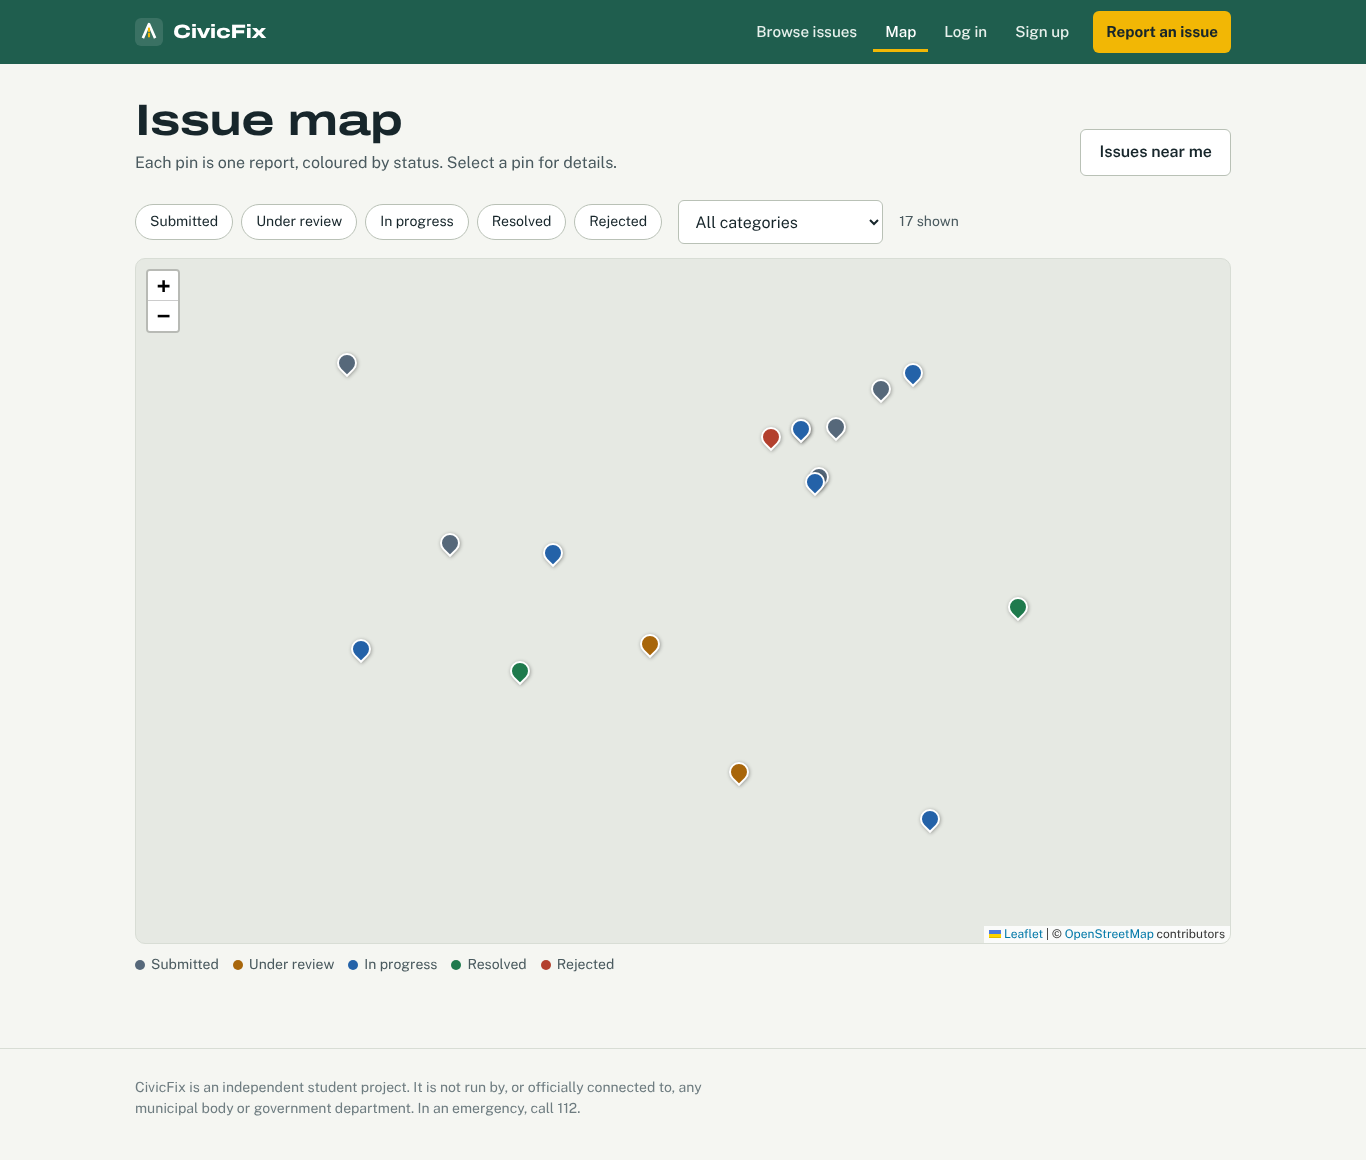 CivicFix
Browse issues Map Log in Sign up Report an issue
Issue map
Each pin is one report, coloured by status. Select a pin for details.
Issues near me
Submitted Under review In progress Resolved Rejected All categories 17 shown
+
−
Leaflet | © OpenStreetMap contributors
Submitted Under review In progress Resolved Rejected
CivicFix is an independent student project. It is not run by, or officially connected to, any
municipal body or government department. In an emergency, call 112.